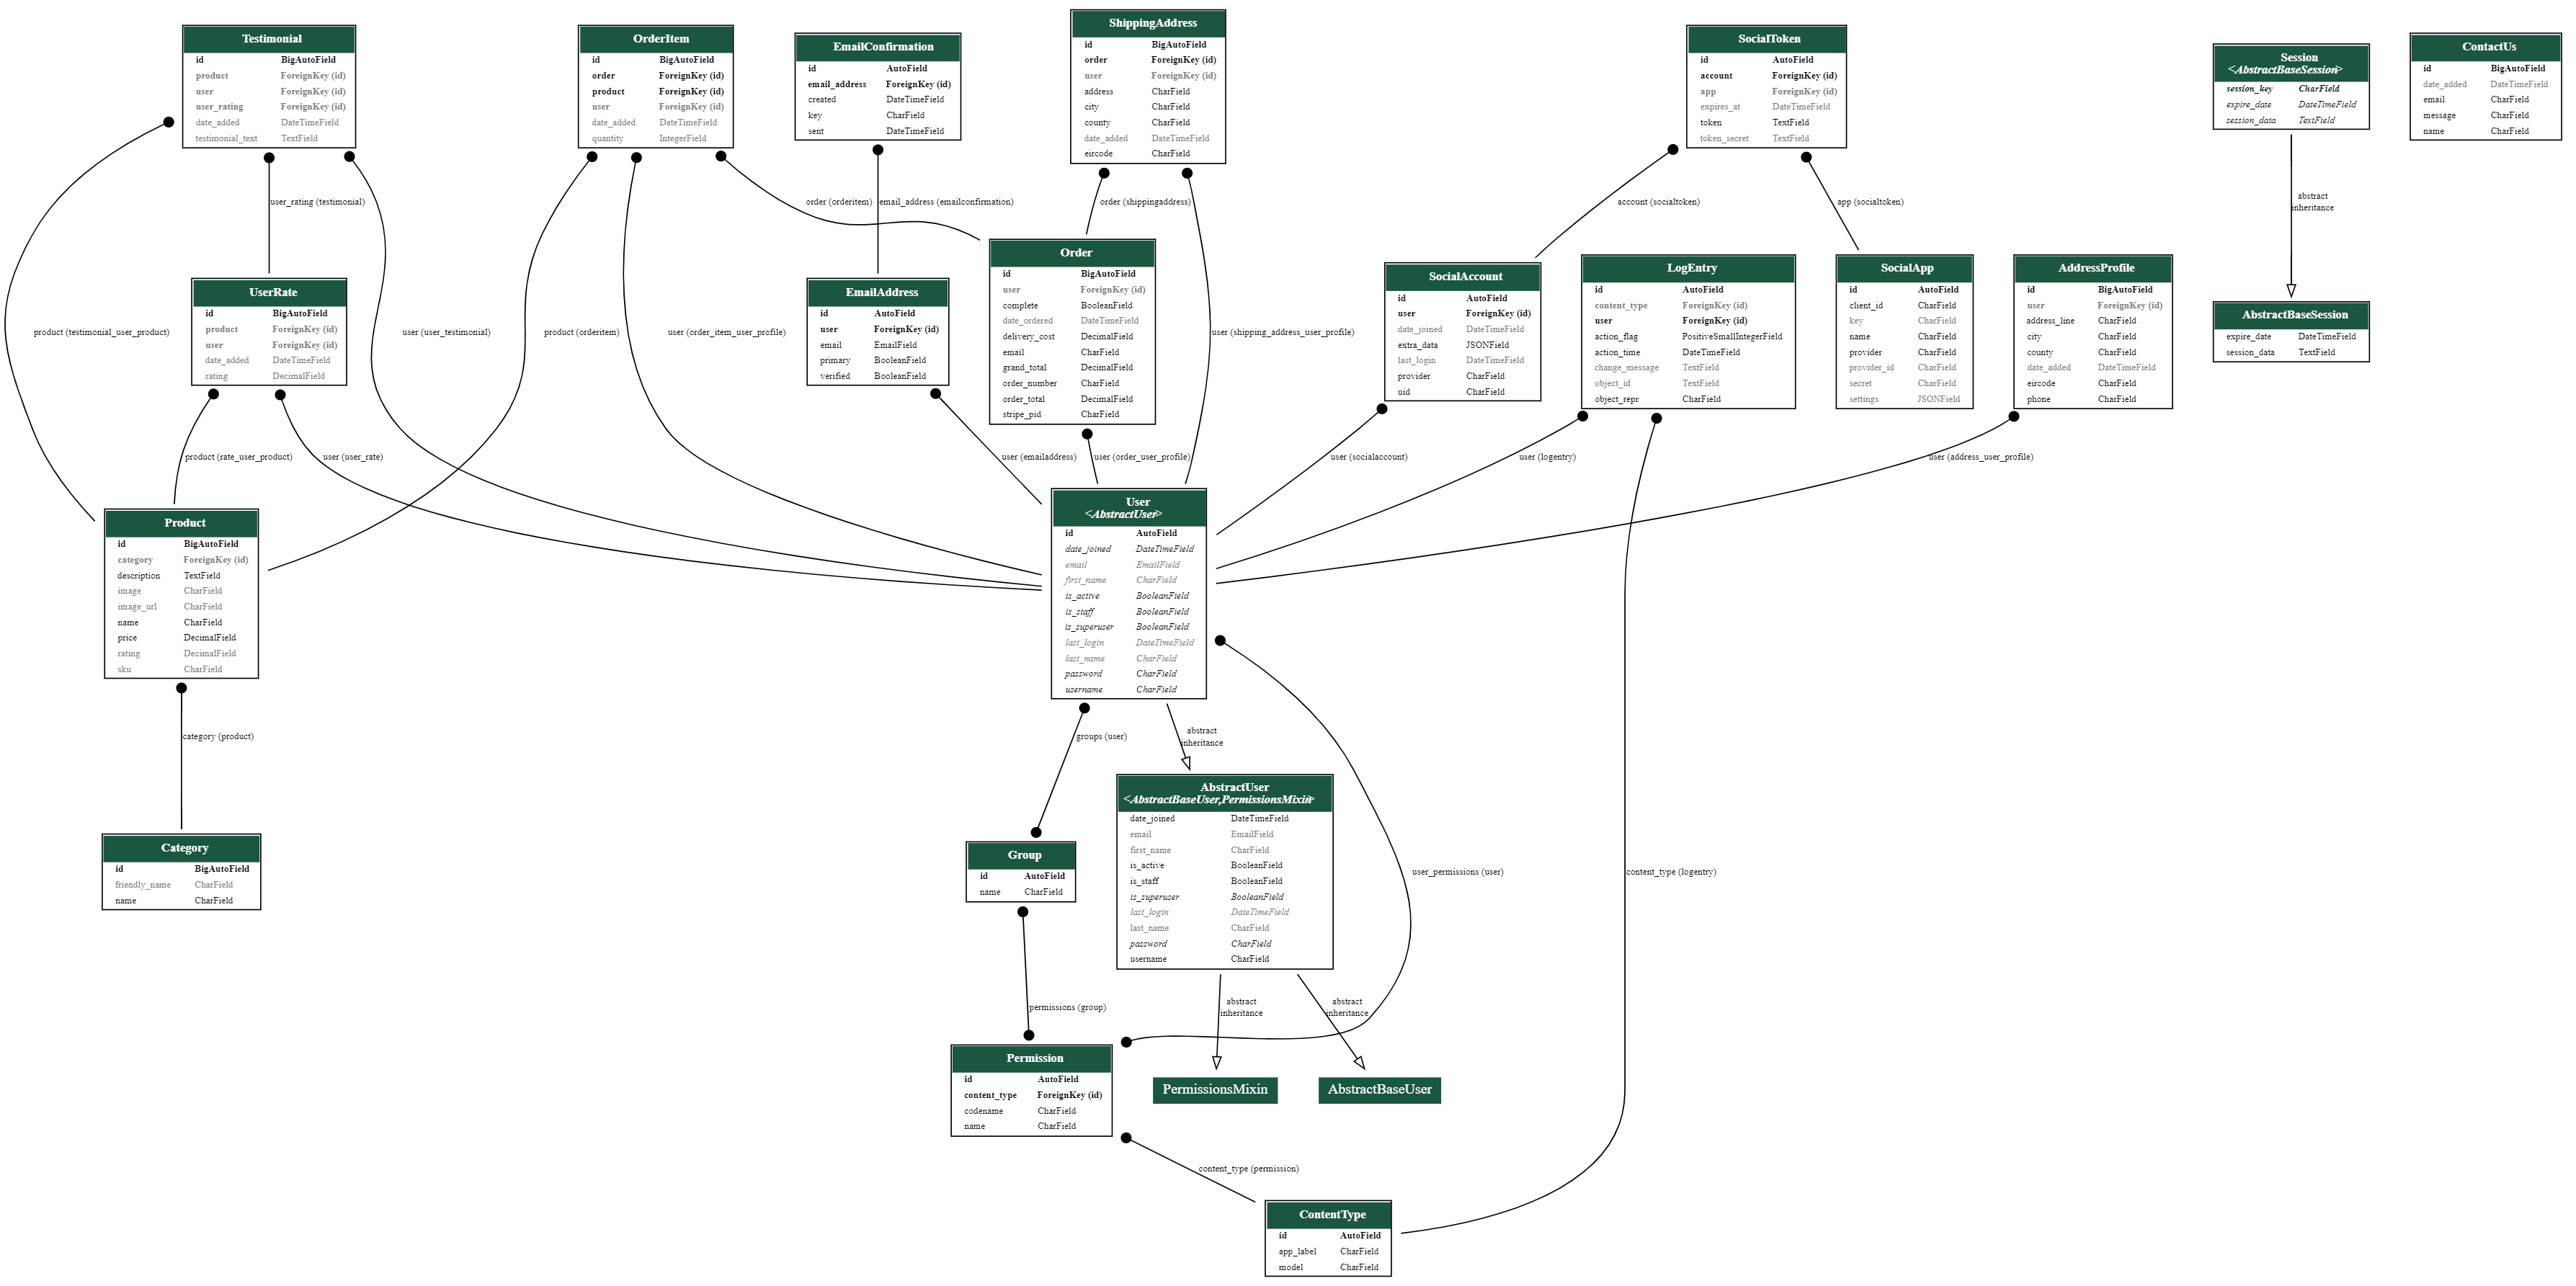 Testimonial
id BigAutoField
product ForeignKey (id)
user ForeignKey (id)
user_rating ForeignKey (id)
date_added DateTimeField
testimonial_text TextField
OrderItem
id BigAutoField
order ForeignKey (id)
product ForeignKey (id)
user ForeignKey (id)
date_added DateTimeField
quantity IntegerField
EmailConfirmation
id AutoField
email_address ForeignKey (id)
created DateTimeField
key CharField
sent DateTimeField
ShippingAddress
id BigAutoField
order ForeignKey (id)
user ForeignKey (id)
address CharField
city CharField
county CharField
date_added DateTimeField
eircode CharField
SocialToken
id AutoField
account ForeignKey (id)
app ForeignKey (id)
expires_at DateTimeField
token TextField
token_secret TextField
Session
<AbstractBaseSession>
session_key CharField
expire_date DateTimeField
session_data TextField
ContactUs
id BigAutoField
date_added DateTimeField
email CharField
message CharField
name CharField
user_rating (testimonial)
order (orderitem)
email_address (emailconfirmation)
order (shippingaddress)
account (socialtoken)
app (socialtoken)
abstract
inheritance
UserRate
id BigAutoField
product ForeignKey (id)
user ForeignKey (id)
date_added DateTimeField
rating DecimalField
EmailAddress
id AutoField
user ForeignKey (id)
email EmailField
primary BooleanField
verified BooleanField
Order
id BigAutoField
user ForeignKey (id)
complete BooleanField
date_ordered DateTimeField
delivery_cost DecimalField
email CharField
grand_total DecimalField
order_number CharField
order_total DecimalField
stripe_pid CharField
SocialAccount
id AutoField
user ForeignKey (id)
date_joined DateTimeField
extra_data JSONField
last_login DateTimeField
provider CharField
uid CharField
LogEntry
id AutoField
content_type ForeignKey (id)
user ForeignKey (id)
action_flag PositiveSmallIntegerField
action_time DateTimeField
change_message TextField
object_id TextField
object_repr CharField
SocialApp
id AutoField
client_id CharField
key CharField
name CharField
provider CharField
provider_id CharField
secret CharField
settings JSONField
AddressProfile
id BigAutoField
user ForeignKey (id)
address_line CharField
city CharField
county CharField
date_added DateTimeField
eircode CharField
phone CharField
AbstractBaseSession
expire_date DateTimeField
session_data TextField
product (testimonial_user_product)
user (user_testimonial)
product (orderitem)
user (order_item_user_profile)
user (shipping_address_user_profile)
product (rate_user_product)
user (user_rate)
user (emailaddress)
user (order_user_profile)
user (socialaccount)
user (logentry)
user (address_user_profile)
Product
id BigAutoField
category ForeignKey (id)
description TextField
image CharField
image_url CharField
name CharField
price DecimalField
rating DecimalField
sku CharField
User
<AbstractUser>
id AutoField
date_joined DateTimeField
email EmailField
first_name CharField
is_active BooleanField
is_staff BooleanField
is_superuser BooleanField
last_login DateTimeField
last_name CharField
password CharField
username CharField
category (product)
groups (user)
abstract
inheritance
Category
id BigAutoField
friendly_name CharField
name CharField
Group
id AutoField
name CharField
AbstractUser
<AbstractBaseUser,PermissionsMixin>
date_joined DateTimeField
email EmailField
first_name CharField
is_active BooleanField
is_staff BooleanField
is_superuser BooleanField
last_login DateTimeField
last_name CharField
password CharField
username CharField
user_permissions (user)
content_type (logentry)
permissions (group)
abstract
inheritance
abstract
inheritance
Permission
id AutoField
content_type ForeignKey (id)
codename CharField
name CharField
PermissionsMixin
AbstractBaseUser
content_type (permission)
ContentType
id AutoField
app_label CharField
model CharField